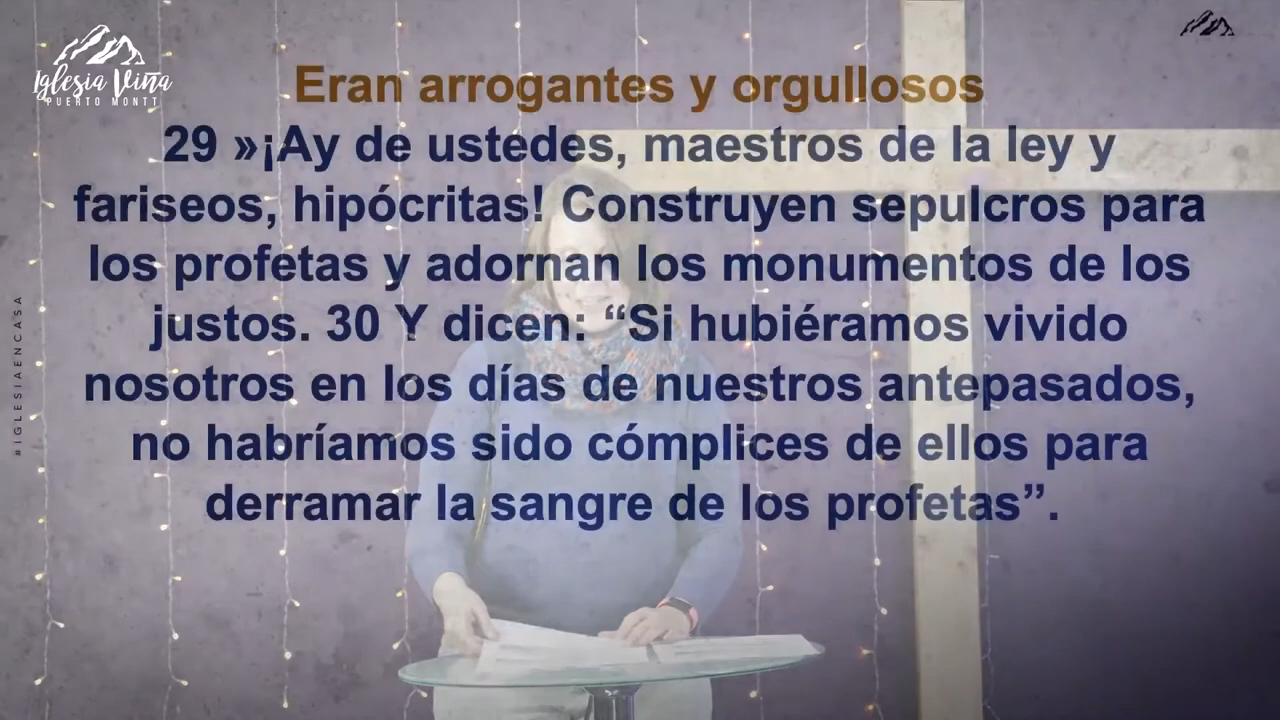 Iglesia Viña
PUERTO MONTT
Eran arrogantes y orgullosos
29 »¡Ay de ustedes, maestros de la ley y
fariseos, hipócritas! Construyen sepulcros para
los profetas y adornan los monumentos de los
justos. 30 Y dicen: “Si hubiéramos vivido
nosotros en los días de nuestros antepasados,
no habríamos sido cómplices de ellos para
derramar la sangre de los profetas”.
#IGLESIAENCASA